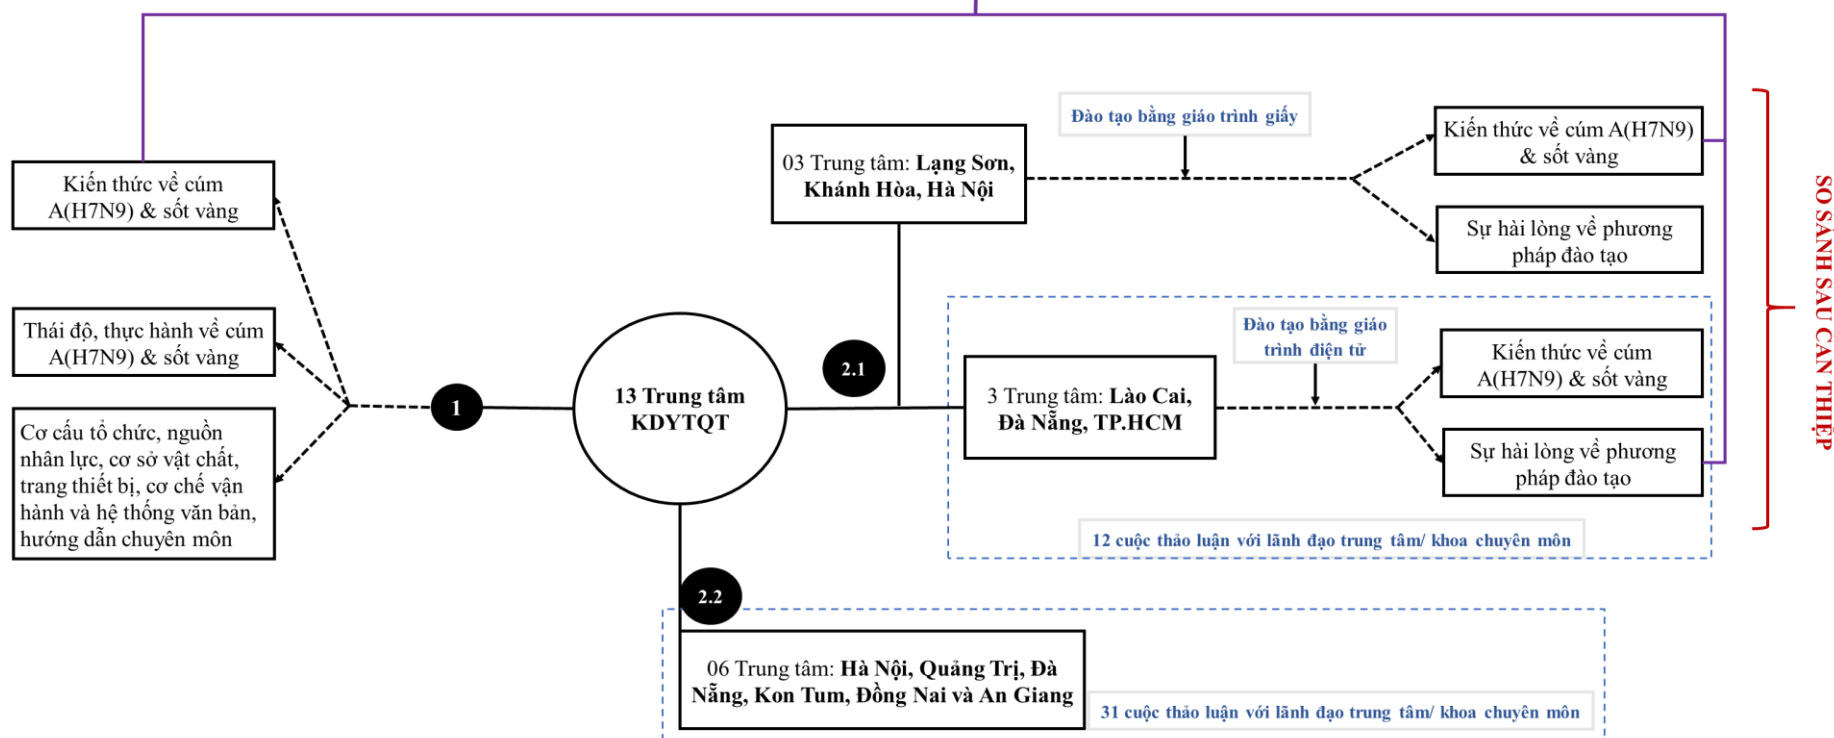 Kiến thức về cúm
A(H7N9) & sốt vàng
Thái độ, thực hành về cúm
A(H7N9) & sốt vàng
Cơ cấu tổ chức, nguồn
nhân lực, cơ sở vật chất,
trang thiết bị, cơ chế vận
hành và hệ thống văn bản,
hướng dẫn chuyên môn
1
13 Trung tâm
KDYTQT
2.1
03 Trung tâm: Lạng Sơn,
Khánh Hòa, Hà Nội
Đào tạo bằng giáo trình giấy
Kiến thức về cúm A(H7N9)
& sốt vàng
Sự hài lòng về phương
pháp đào tạo
3 Trung tâm: Lào Cai,
Đà Nẵng, TP.HCM
Đào tạo bằng giáo
trình điện tử
Kiến thức về cúm
A(H7N9) & sốt vàng
Sự hài lòng về phương
pháp đào tạo
12 cuộc thảo luận với lãnh đạo trung tâm/ khoa chuyên môn
SO SÁNH SAU CAN THIỆP
2.2
06 Trung tâm: Hà Nội, Quảng Trị, Đà
Nẵng, Kon Tum, Đồng Nai và An Giang
31 cuộc thảo luận với lãnh đạo trung tâm/ khoa chuyên môn